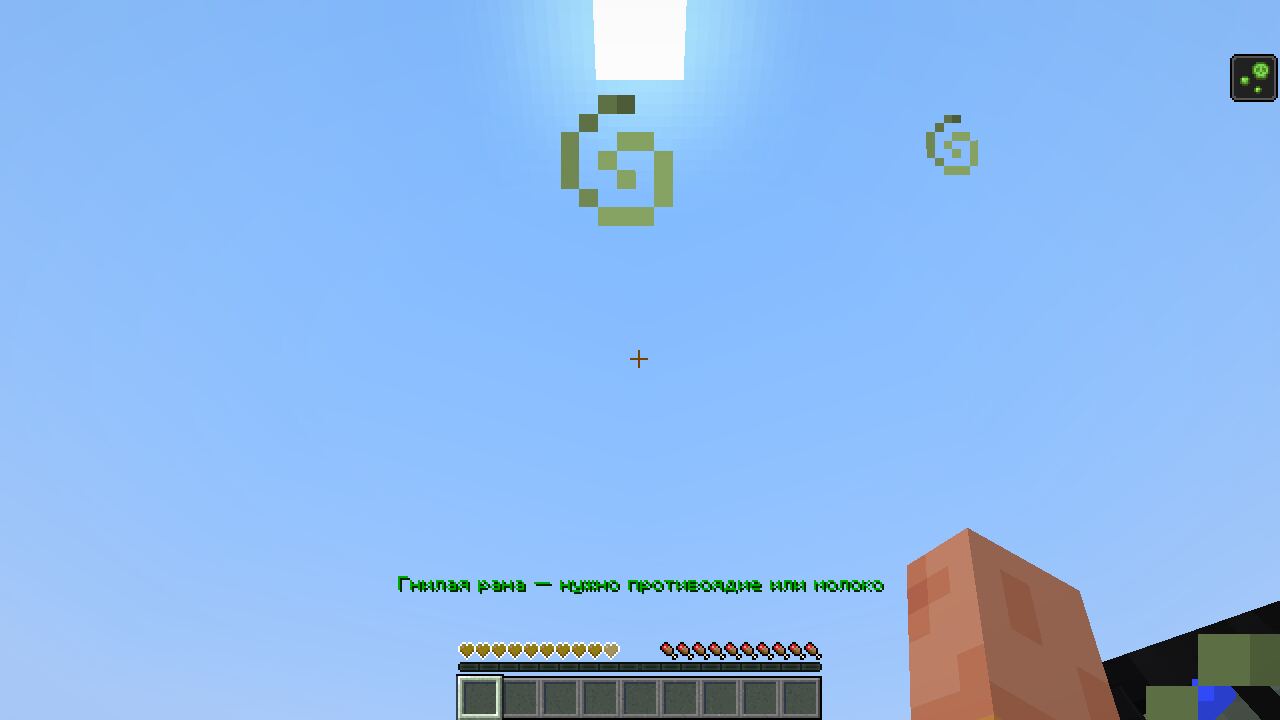 Гнилая рана — нужно противоядие или молоко